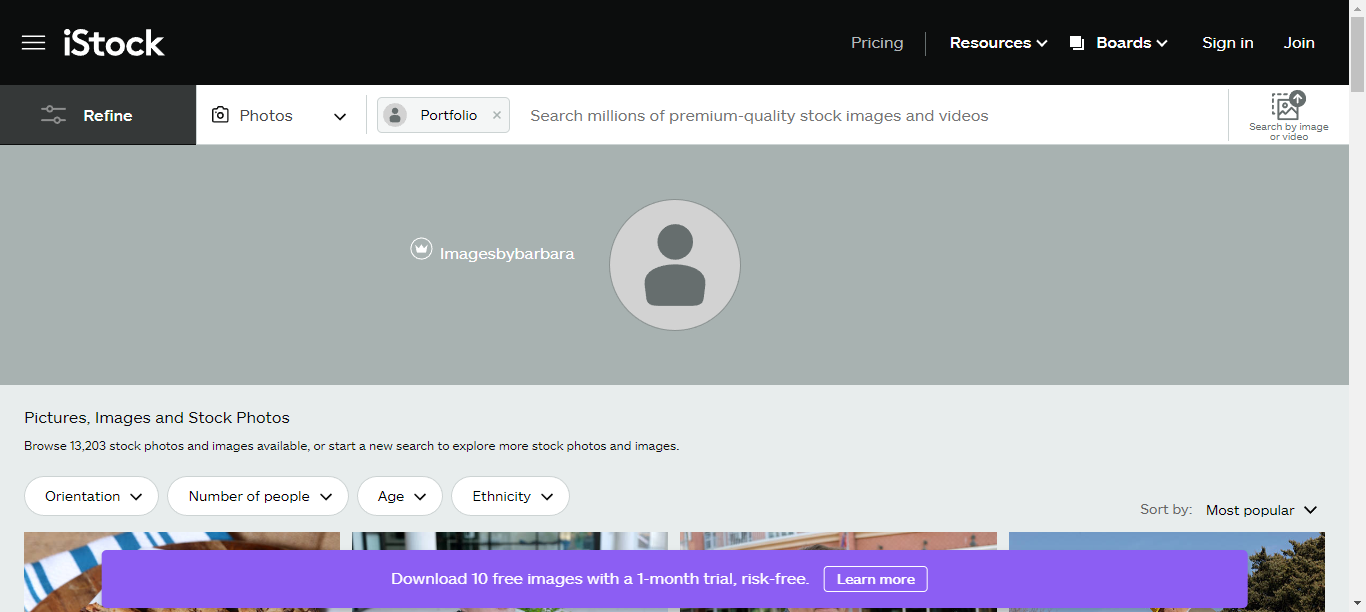 iStock
Pricing
Resources
Boards
Sign in
Join
Refine
Photos
Portfolio
Search millions of premium-quality stock images and videos
Search by image
or video
Imagesbybarbara
Pictures, Images and Stock Photos
Browse 13,203 stock photos and images available, or start a new search to explore more stock photos and images.
Orientation
Number of people
Age
Ethnicity
Sort by:
Most popular
Download 10 free images with a 1-month trial, risk-free.
Learn more